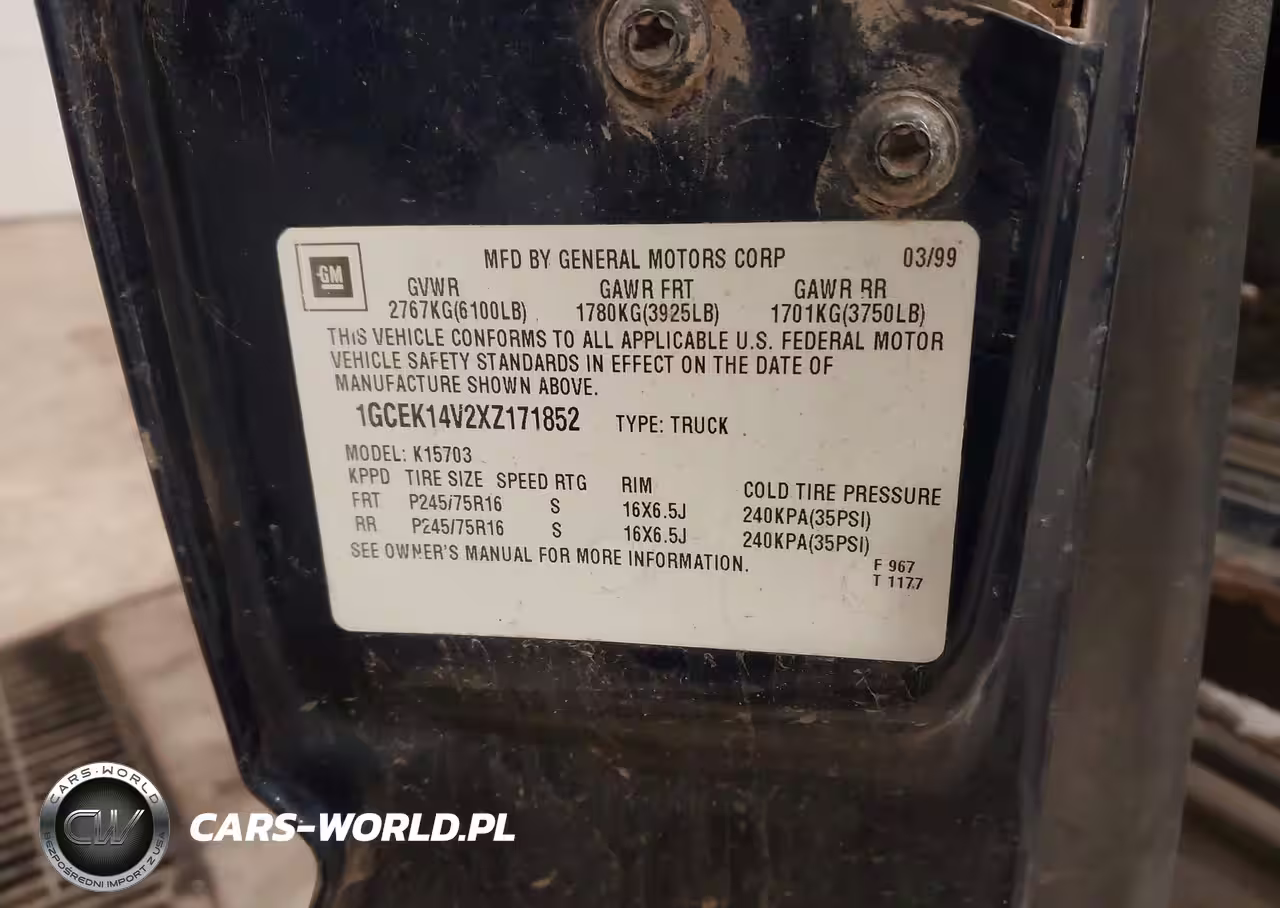 GM
MFD BY GENERAL MOTORS CORP 03/99
GVWR GAWR FRT GAWR RR
2767KG(6100LB) 1780KG(3925LB) 1701KG(3750LB)
THIS VEHICLE CONFORMS TO ALL APPLICABLE U.S. FEDERAL MOTOR
VEHICLE SAFETY STANDARDS IN EFFECT ON THE DATE OF
MANUFACTURE SHOWN ABOVE.
1GCEK14V2XZ171852 TYPE: TRUCK
MODEL: K15703
KPPD TIRE SIZE SPEED RTG RIM COLD TIRE PRESSURE
FRT P245/75R16 S 16X6.5J 240KPA(35PSI)
RR P245/75R16 S 16X6.5J 240KPA(35PSI)
SEE OWNER'S MANUAL FOR MORE INFORMATION.
F 967
T 1177
CARS-WORLD
CW
BEZPOŚREDNI IMPORT Z USA
CARS-WORLD.PL